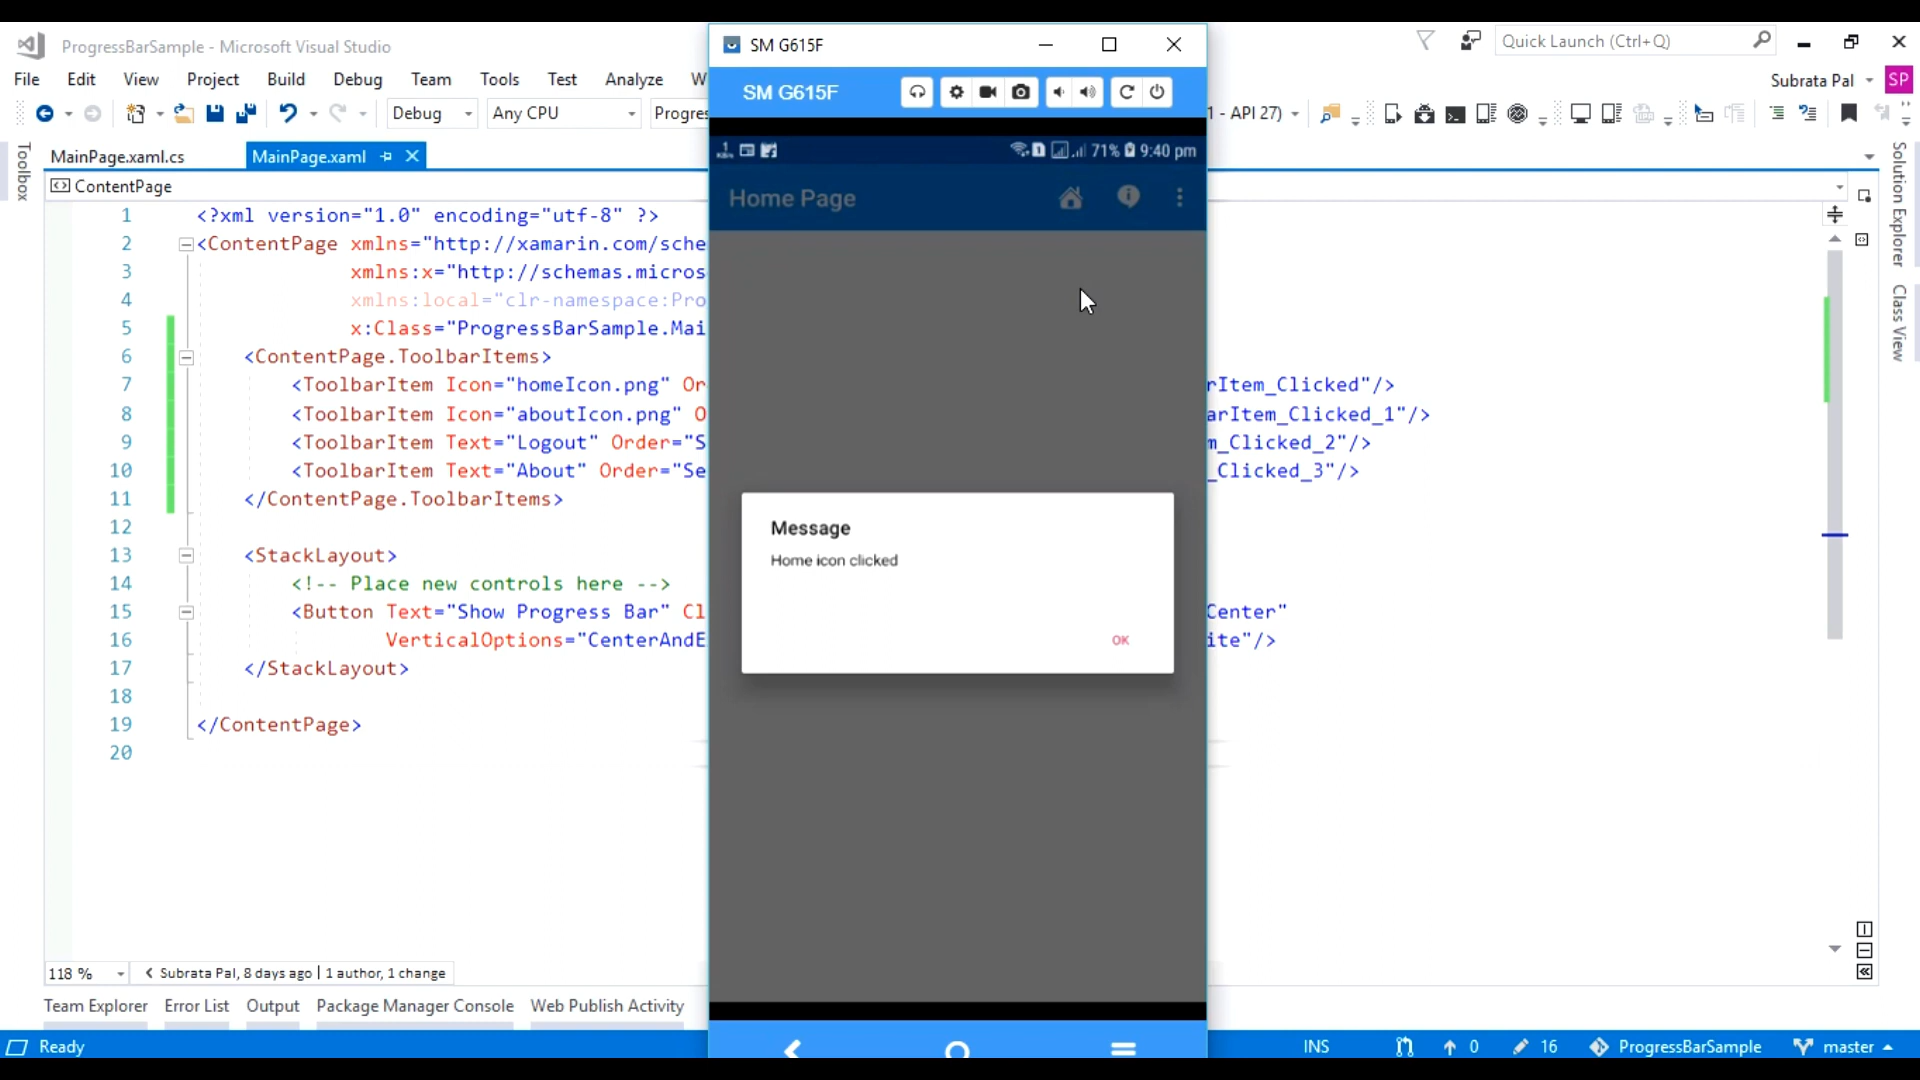 ProgressBarSample - Microsoft Visual Studio
Quick Launch (Ctrl+Q)
File Edit View Project Build Debug Team Tools Test Analyze W
Subrata Pal SP
Debug Any CPU Progres
1 - API 27)
Toolbox
MainPage.xaml.cs MainPage.xaml
ContentPage
1 <?xml version="1.0" encoding="utf-8" ?>
2 <ContentPage xmlns="http://xamarin.com/sche
3 xmlns:x="http://schemas.micros
4 xmlns:local="clr-namespace:Pro
5 x:Class="ProgressBarSample.Mai
6 <ContentPage.ToolbarItems>
7 <ToolbarItem Icon="homeIcon.png" Or
rItem_Clicked"/>
8 <ToolbarItem Icon="aboutIcon.png" O
arItem_Clicked_1"/>
9 <ToolbarItem Text="Logout" Order="S
m_Clicked_2"/>
10 <ToolbarItem Text="About" Order="Se
_Clicked_3"/>
11 </ContentPage.ToolbarItems>
12
13 <StackLayout>
14 <!-- Place new controls here -->
15 <Button Text="Show Progress Bar" Cl
Center"
16 VerticalOptions="CenterAndE
ite"/>
17 </StackLayout>
18
19 </ContentPage>
20
SM G615F
SM G615F
71% 9:40 pm
Home Page
Message
Home icon clicked
OK
Solution Explorer
Class View
118 % Subrata Pal, 8 days ago | 1 author, 1 change
Team Explorer Error List Output Package Manager Console Web Publish Activity
Ready INS 0 16 ProgressBarSample master